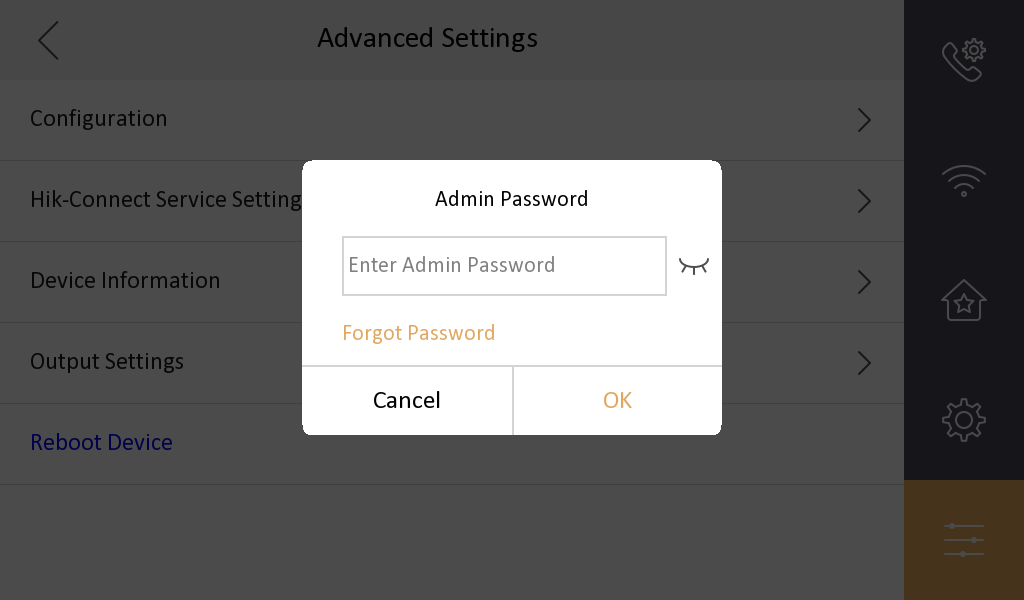 Advanced Settings
Configuration
Hik-Connect Service Setting
Device Information
Output Settings
Reboot Device
Admin Password
Enter Admin Password
Forgot Password
Cancel
OK